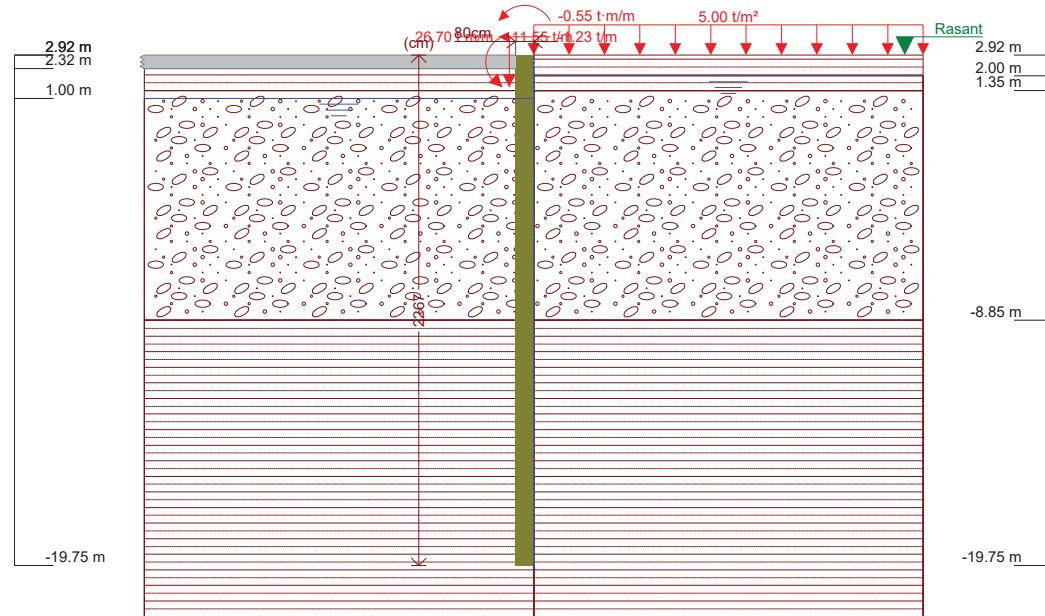 -0.55 t·m/m
5.00 t/m²
Rasant
80cm
(cm)
2.92 m
2.32 m
1.00 m
2.92 m
2.00 m
1.35 m
2267
-8.85 m
-19.75 m
-19.75 m